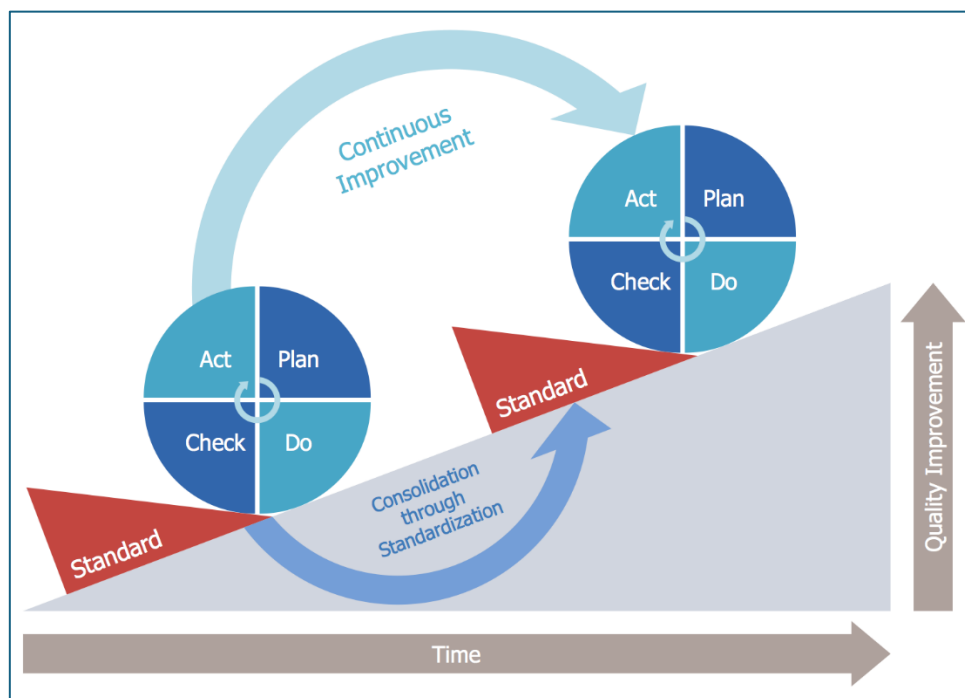 Continuous
Improvement
Act
Plan
Check
Do
Act
Plan
Check
Do
Standard
Standard
Consolidation
through
Standardization
Quality Improvement
Time